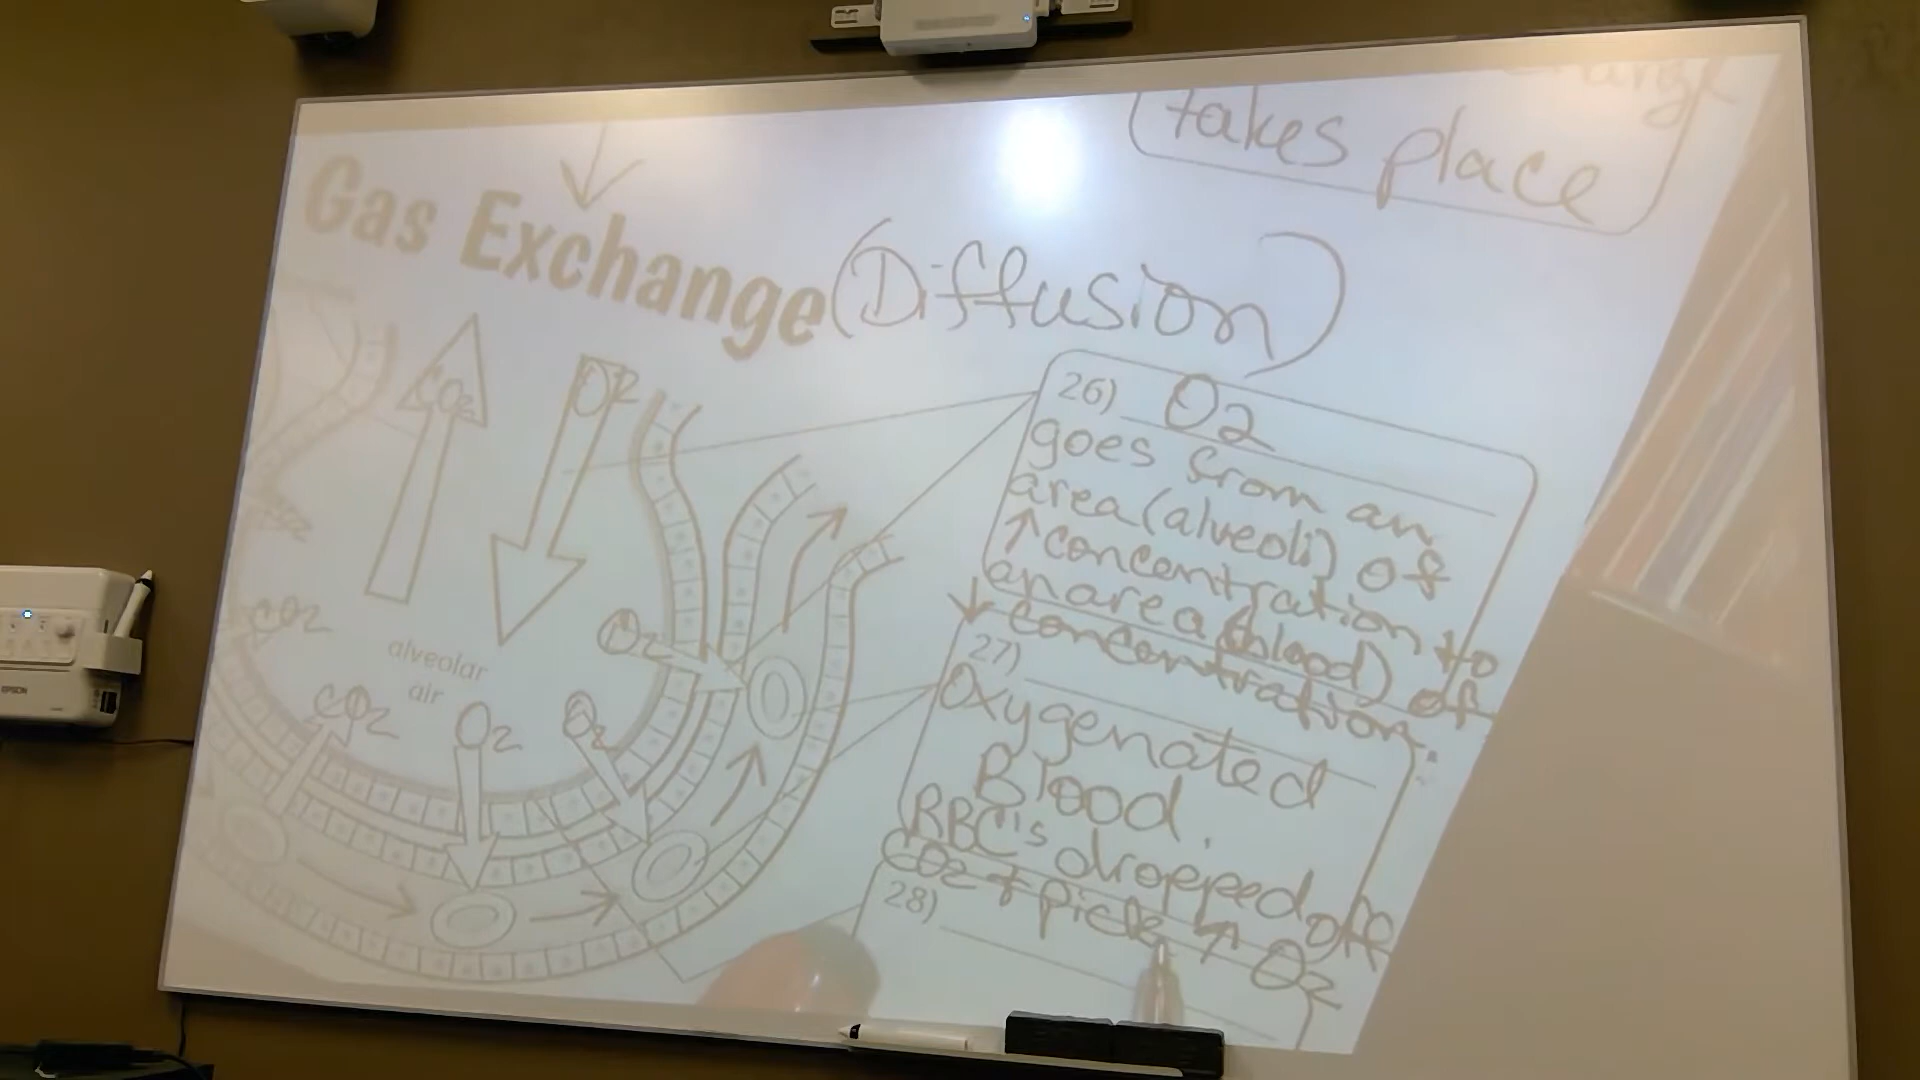 takes place
Gas Exchange (Diffusion)
CO2
O2
26) O2
goes from an
area (alveoli) of
↑ concentration to
an area (blood) of
↓ concentration.
CO2
O2
alveolar
air
CO2
O2
O2
27)
Oxygenated
Blood.
RBC's dropped off
CO2 + pick ↑ O2
28)
EPSON